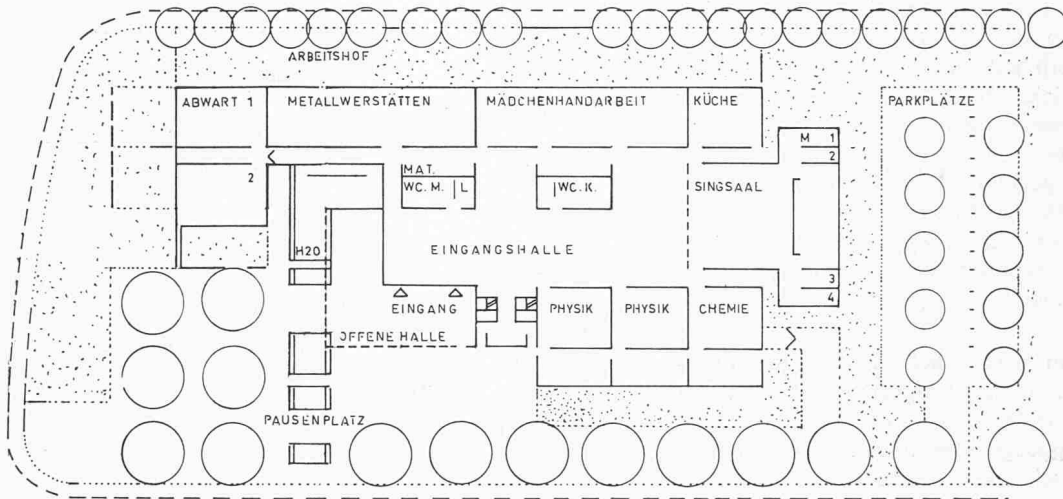 ARBEITSHOF
ABWART 1
METALLWERSTÄTTEN
MÄDCHENHANDARBEIT
KÜCHE
PARKPLÄTZE
M 1
2
MAT.
2
WC. M. L
WC. K.
SINGSAAL
H2O
EINGANGSHALLE
3
EINGANG
PHYSIK
PHYSIK
CHEMIE
4
OFFENE HALLE
PAUSENPLATZ